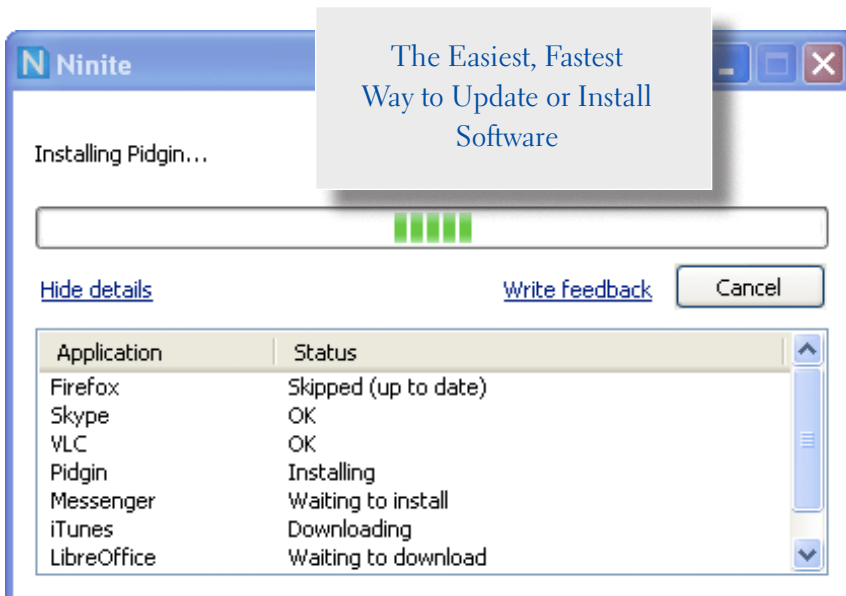 The Easiest, Fastest
Way to Update or Install
Software
N Ninite
Installing Pidgin...
Hide details Write feedback Cancel
Application Status
Firefox Skipped (up to date)
Skype OK
VLC OK
Pidgin Installing
Messenger Waiting to install
iTunes Downloading
LibreOffice Waiting to download